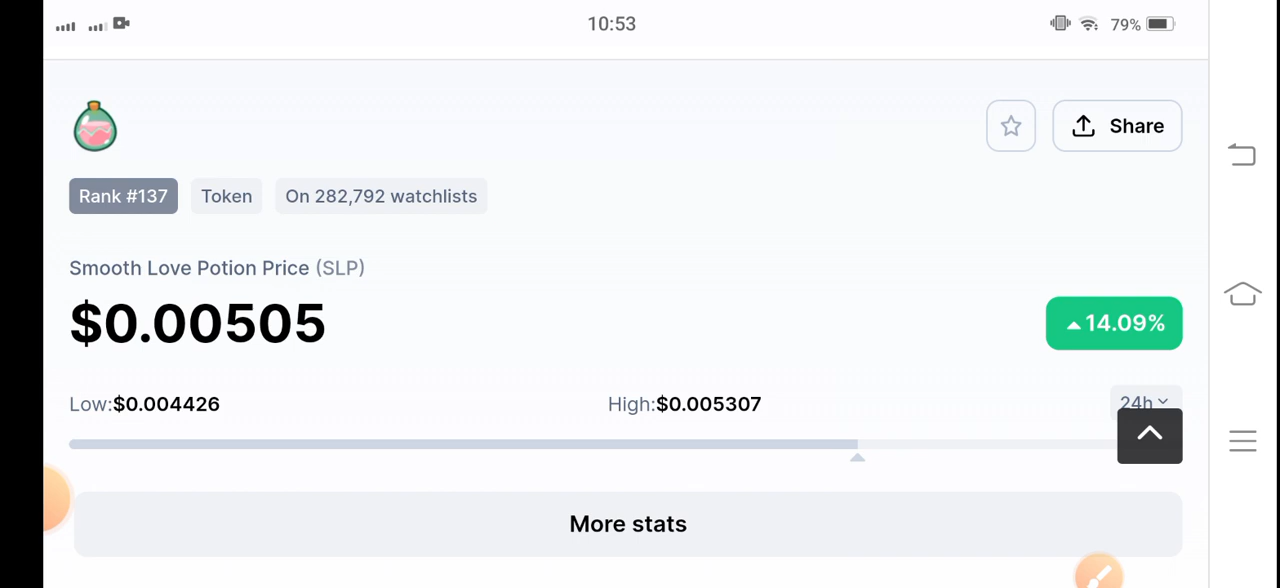 10:53
79%
Share
Rank #137 Token On 282,792 watchlists
Smooth Love Potion Price (SLP)
$0.00505 14.09%
Low:$0.004426 High:$0.005307 24h
More stats